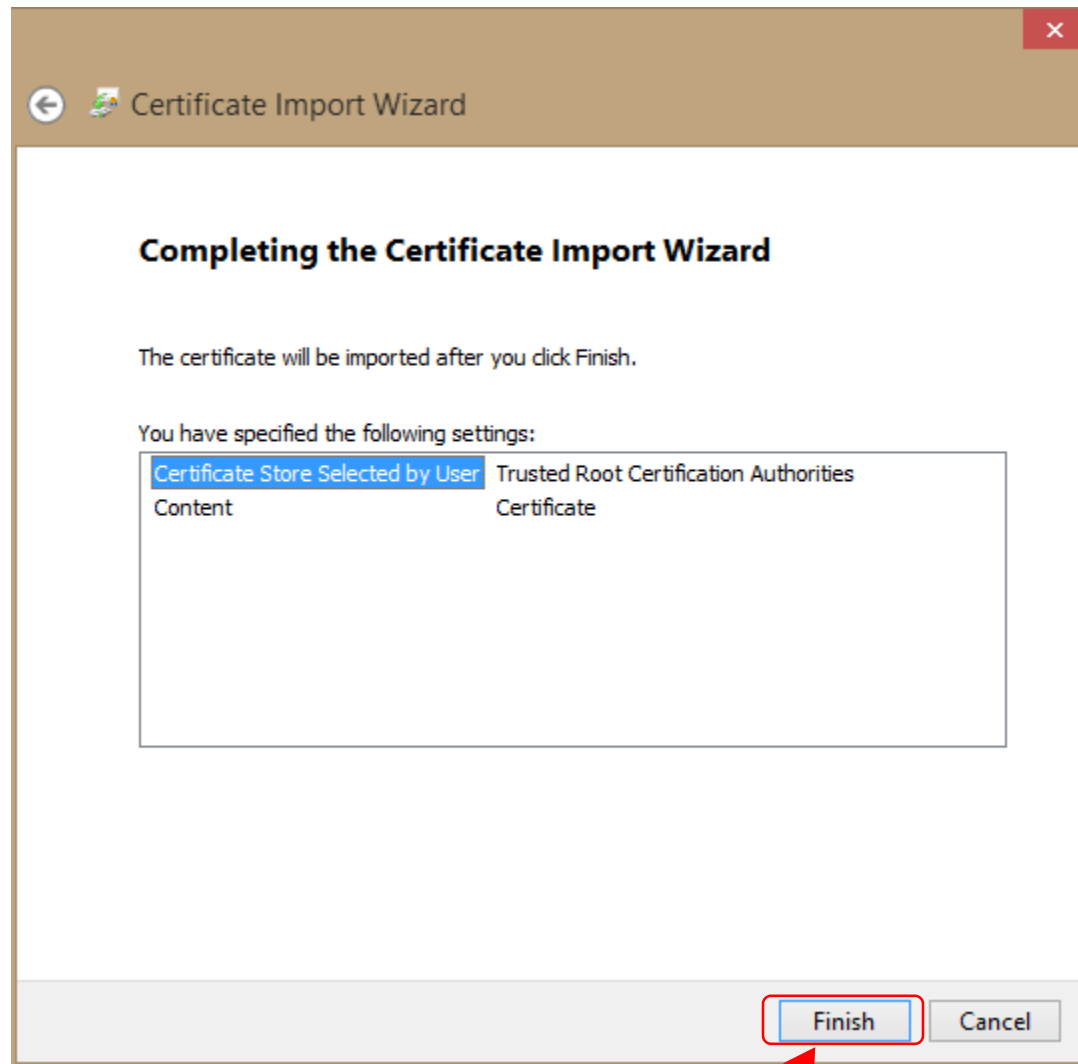 Certificate Import Wizard
Completing the Certificate Import Wizard
The certificate will be imported after you click Finish.
You have specified the following settings:
Certificate Store Selected by User Trusted Root Certification Authorities
Content Certificate
Finish Cancel